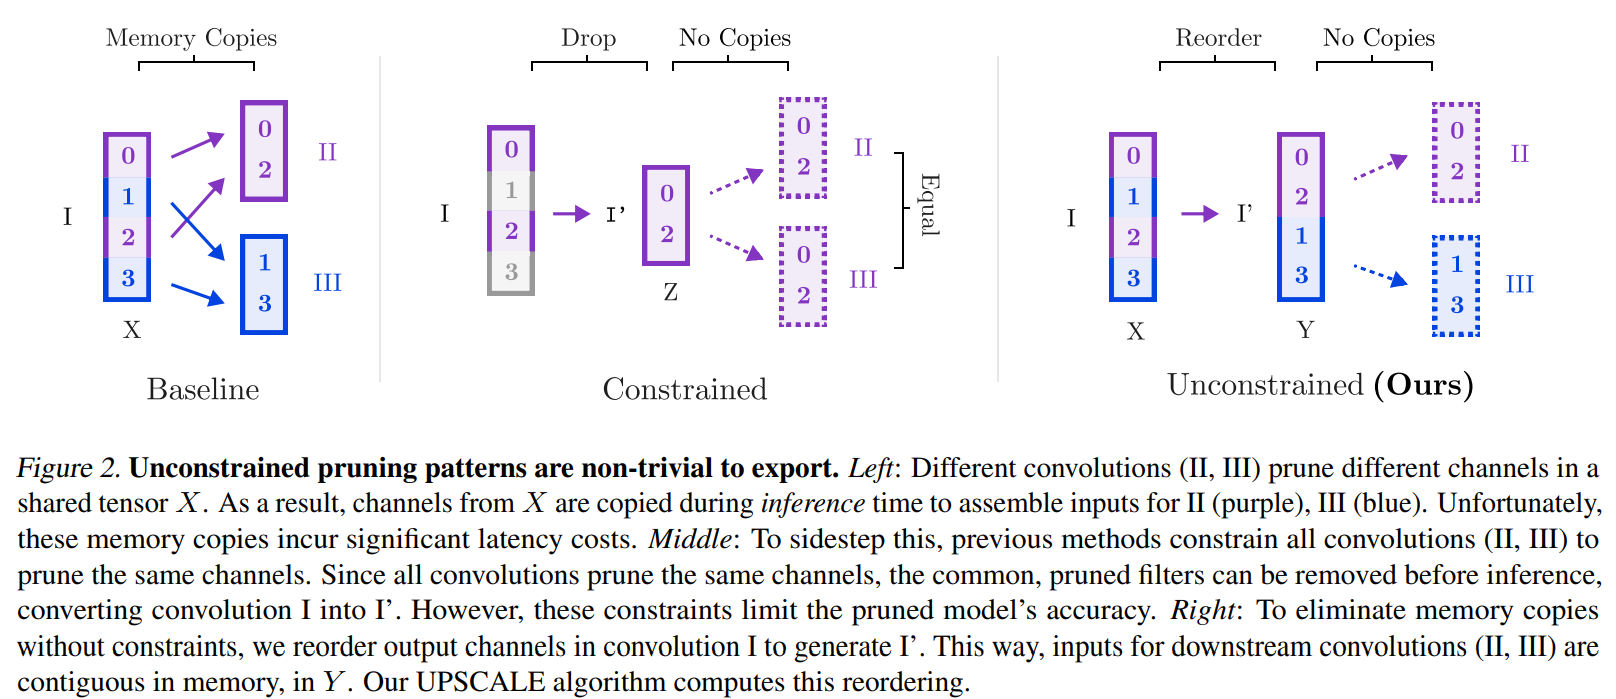 Memory Copies
0
1
2
3
I
X
0
2
II
1
3
III
Baseline
Drop
No Copies
0
1
2
3
I
I'
0
2
Z
0
2
II
0
2
III
Equal
Constrained
Reorder
No Copies
0
1
2
3
I
X
I'
0
2
1
3
Y
0
2
II
1
3
III
Unconstrained (Ours)
Figure 2. Unconstrained pruning patterns are non-trivial to export. Left: Different convolutions (II, III) prune different channels in a
shared tensor X. As a result, channels from X are copied during inference time to assemble inputs for II (purple), III (blue). Unfortunately,
these memory copies incur significant latency costs. Middle: To sidestep this, previous methods constrain all convolutions (II, III) to
prune the same channels. Since all convolutions prune the same channels, the common, pruned filters can be removed before inference,
converting convolution I into I’. However, these constraints limit the pruned model’s accuracy. Right: To eliminate memory copies
without constraints, we reorder output channels in convolution I to generate I’. This way, inputs for downstream convolutions (II, III) are
contiguous in memory, in Y. Our UPSCALE algorithm computes this reordering.